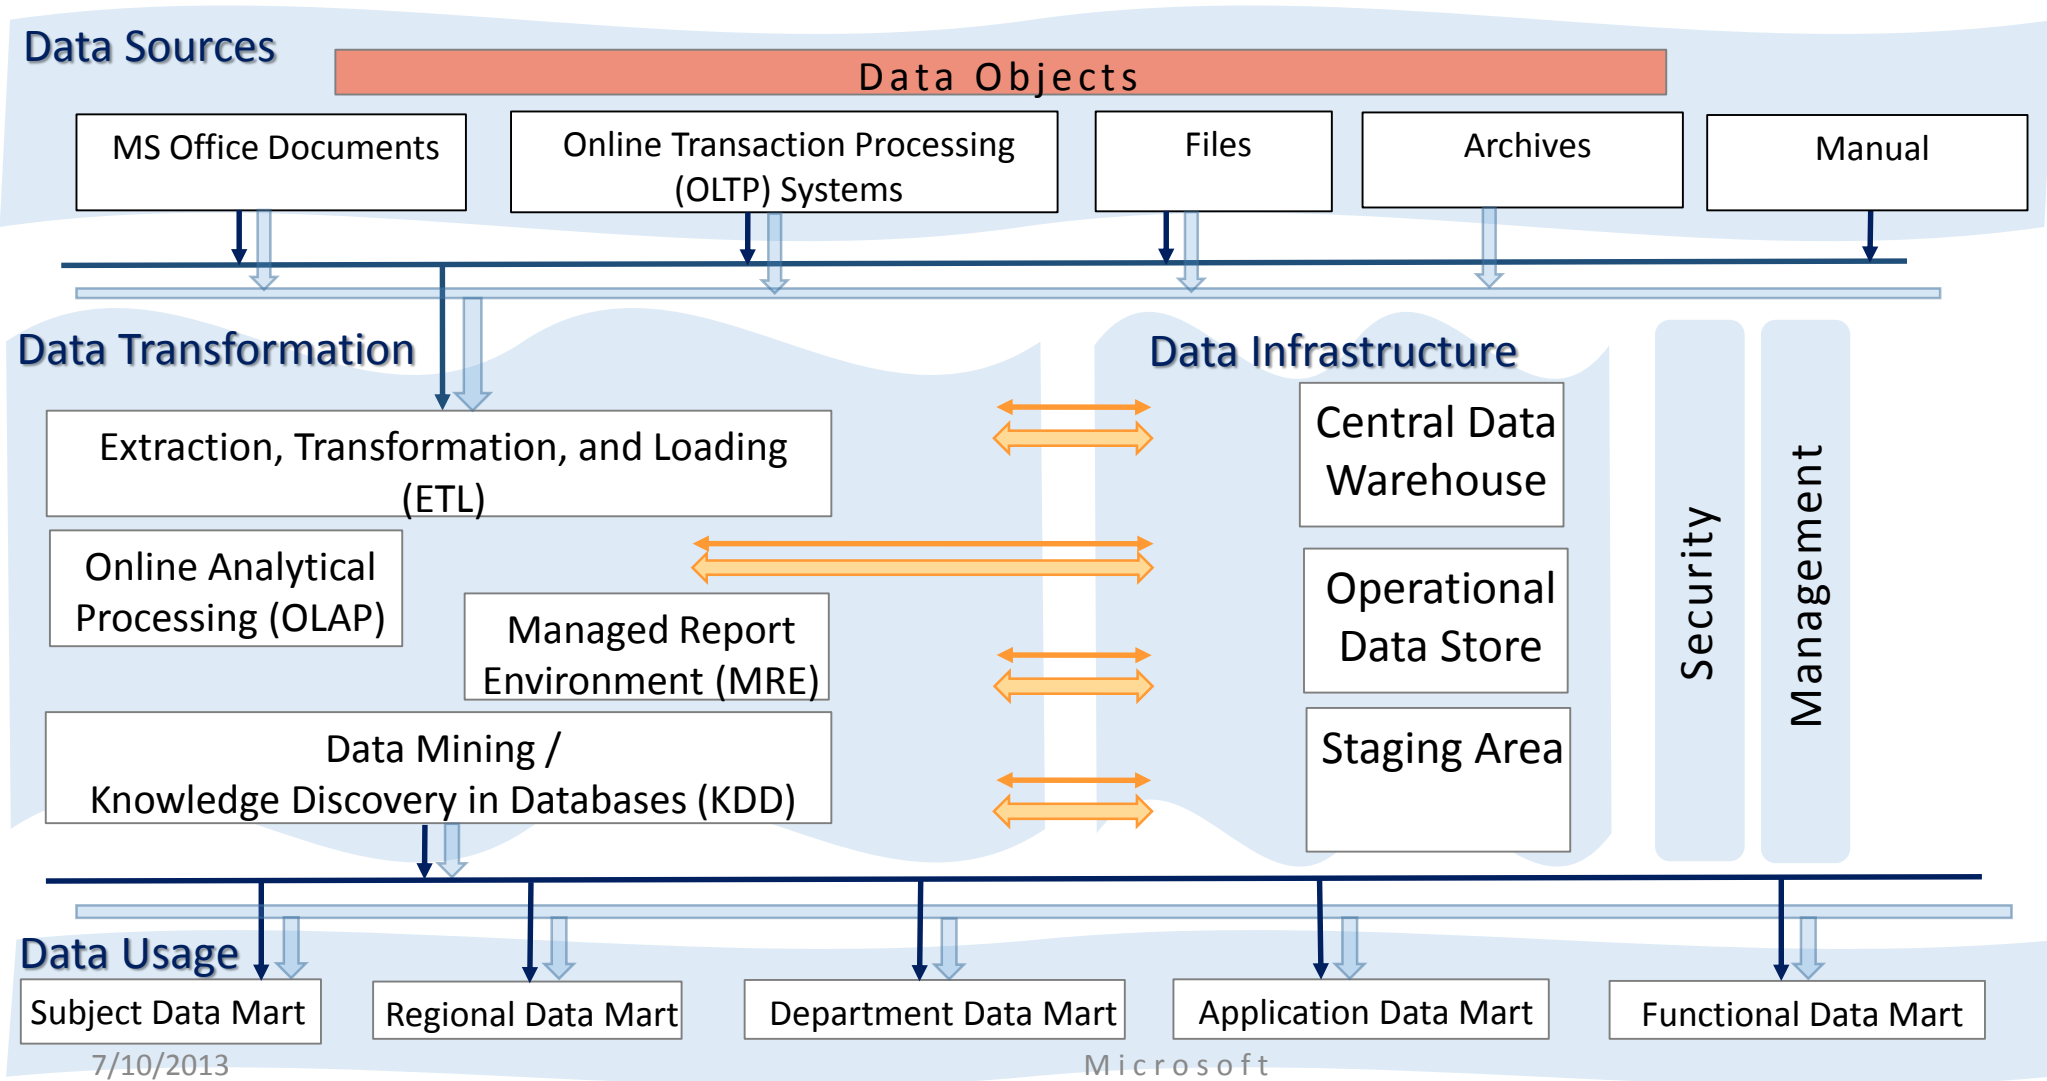 Data Sources
Data Objects
MS Office Documents
Online Transaction Processing
(OLTP) Systems
Files
Archives
Manual
Data Transformation
Extraction, Transformation, and Loading
(ETL)
Online Analytical
Processing (OLAP)
Managed Report
Environment (MRE)
Data Mining /
Knowledge Discovery in Databases (KDD)
Data Infrastructure
Central Data
Warehouse
Operational
Data Store
Staging Area
Security
Management
Data Usage
Subject Data Mart
Regional Data Mart
Department Data Mart
Application Data Mart
Functional Data Mart
7/10/2013
Microsoft